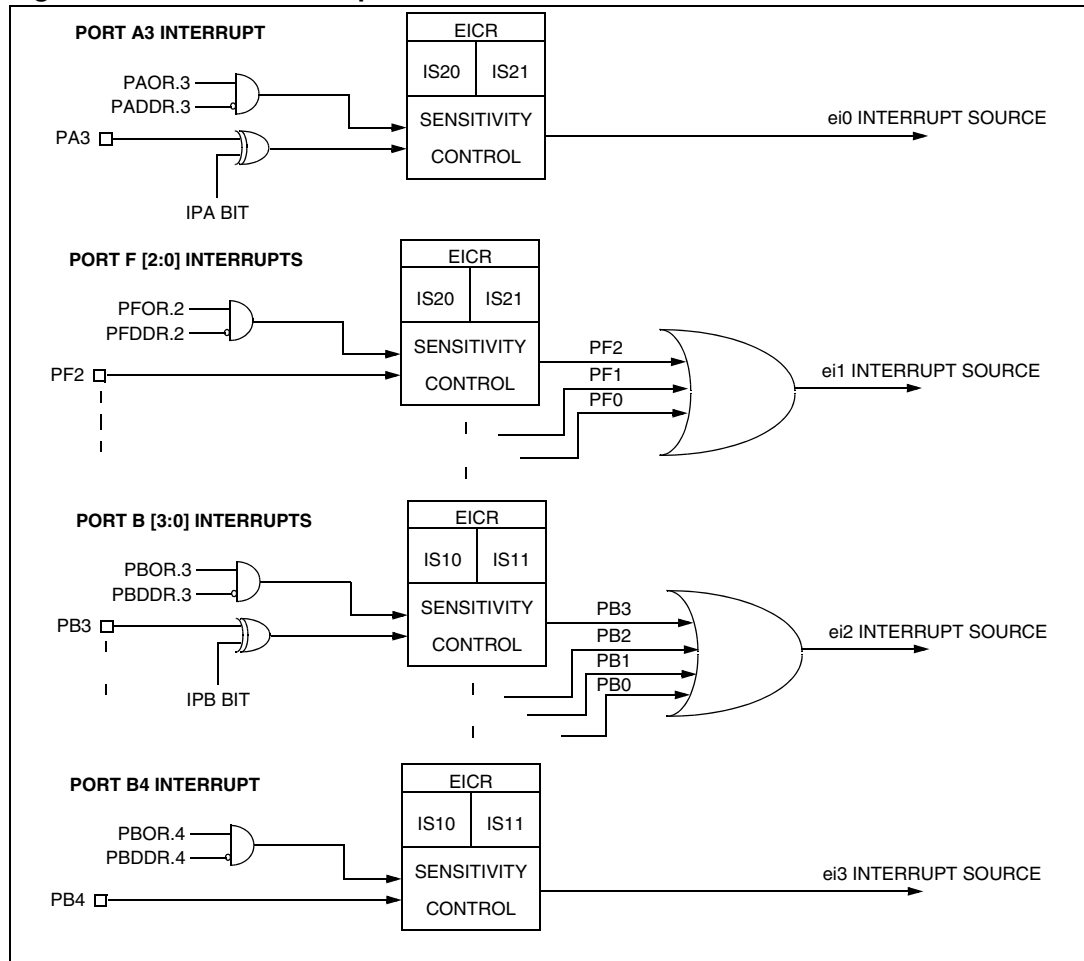 PORT A3 INTERRUPT
EICR
IS20 IS21
PAOR.3
PADDR.3
SENSITIVITY
CONTROL
ei0 INTERRUPT SOURCE
PA3
IPA BIT
PORT F [2:0] INTERRUPTS
EICR
IS20 IS21
PFOR.2
PFDDR.2
SENSITIVITY
CONTROL
PF2
PF2
PF1
PF0
ei1 INTERRUPT SOURCE
PORT B [3:0] INTERRUPTS
EICR
IS10 IS11
PBOR.3
PBDDR.3
SENSITIVITY
CONTROL
PB3
IPB BIT
PB3
PB2
PB1
PB0
ei2 INTERRUPT SOURCE
PORT B4 INTERRUPT
EICR
IS10 IS11
PBOR.4
PBDDR.4
SENSITIVITY
CONTROL
PB4
ei3 INTERRUPT SOURCE